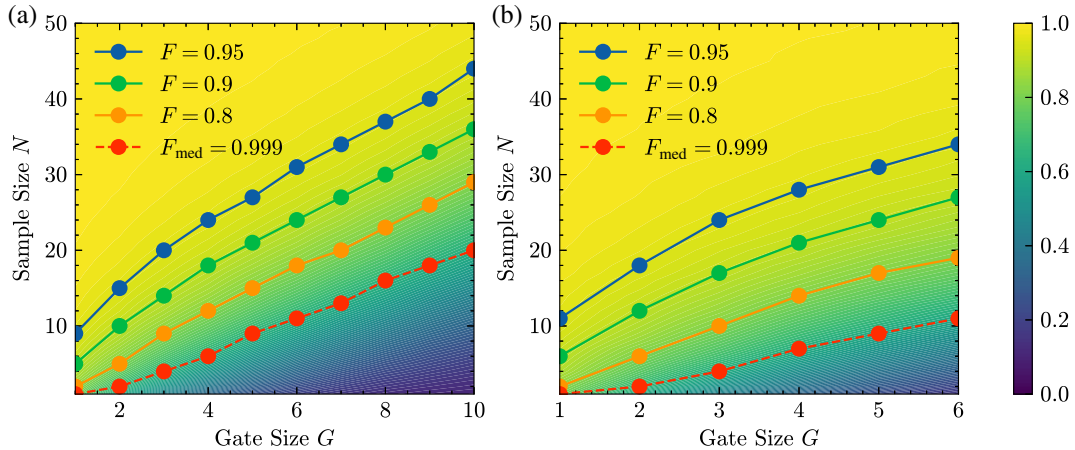 (a)
50
40
30
20
10
Sample Size N
F = 0.95
F = 0.9
F = 0.8
F_med = 0.999
2
4
6
8
10
Gate Size G
(b)
50
40
30
20
10
Sample Size N
F = 0.95
F = 0.9
F = 0.8
F_med = 0.999
1
2
3
4
5
6
Gate Size G
1.0
0.8
0.6
0.4
0.2
0.0